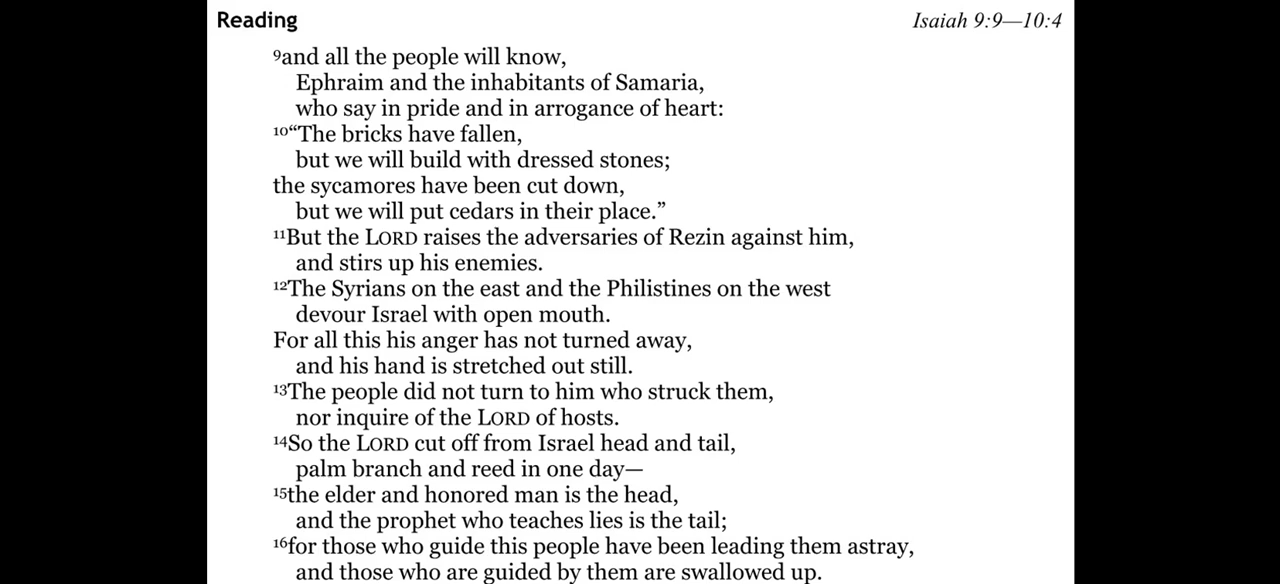 Reading
Isaiah 9:9—10:4
9and all the people will know,
Ephraim and the inhabitants of Samaria,
who say in pride and in arrogance of heart:
10“The bricks have fallen,
but we will build with dressed stones;
the sycamores have been cut down,
but we will put cedars in their place.”
11But the LORD raises the adversaries of Rezin against him,
and stirs up his enemies.
12The Syrians on the east and the Philistines on the west
devour Israel with open mouth.
For all this his anger has not turned away,
and his hand is stretched out still.
13The people did not turn to him who struck them,
nor inquire of the LORD of hosts.
14So the LORD cut off from Israel head and tail,
palm branch and reed in one day—
15the elder and honored man is the head,
and the prophet who teaches lies is the tail;
16for those who guide this people have been leading them astray,
and those who are guided by them are swallowed up.